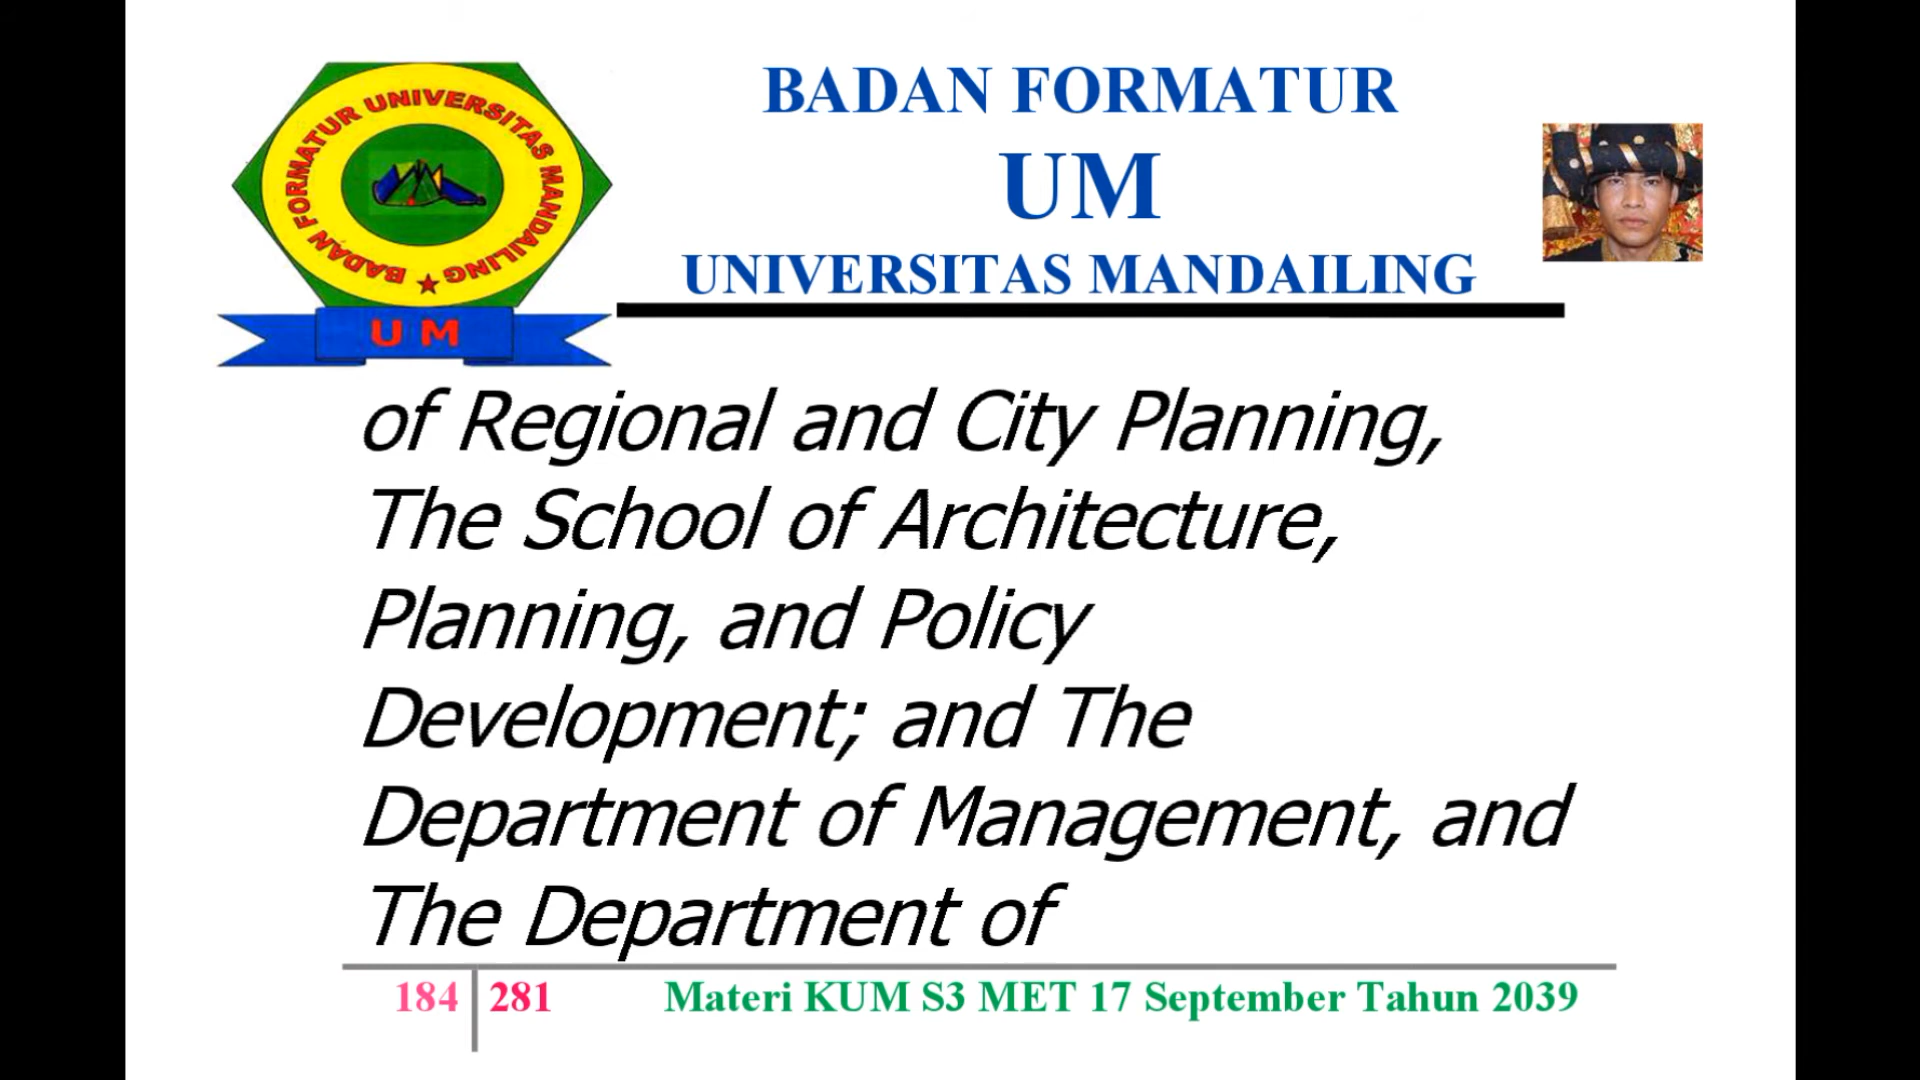 BADAN FORMATUR UNIVERSITAS MANDAILING
U M
BADAN FORMATUR
UM
UNIVERSITAS MANDAILING
of Regional and City Planning,
The School of Architecture,
Planning, and Policy
Development; and The
Department of Management, and
The Department of
184 281 Materi KUM S3 MET 17 September Tahun 2039